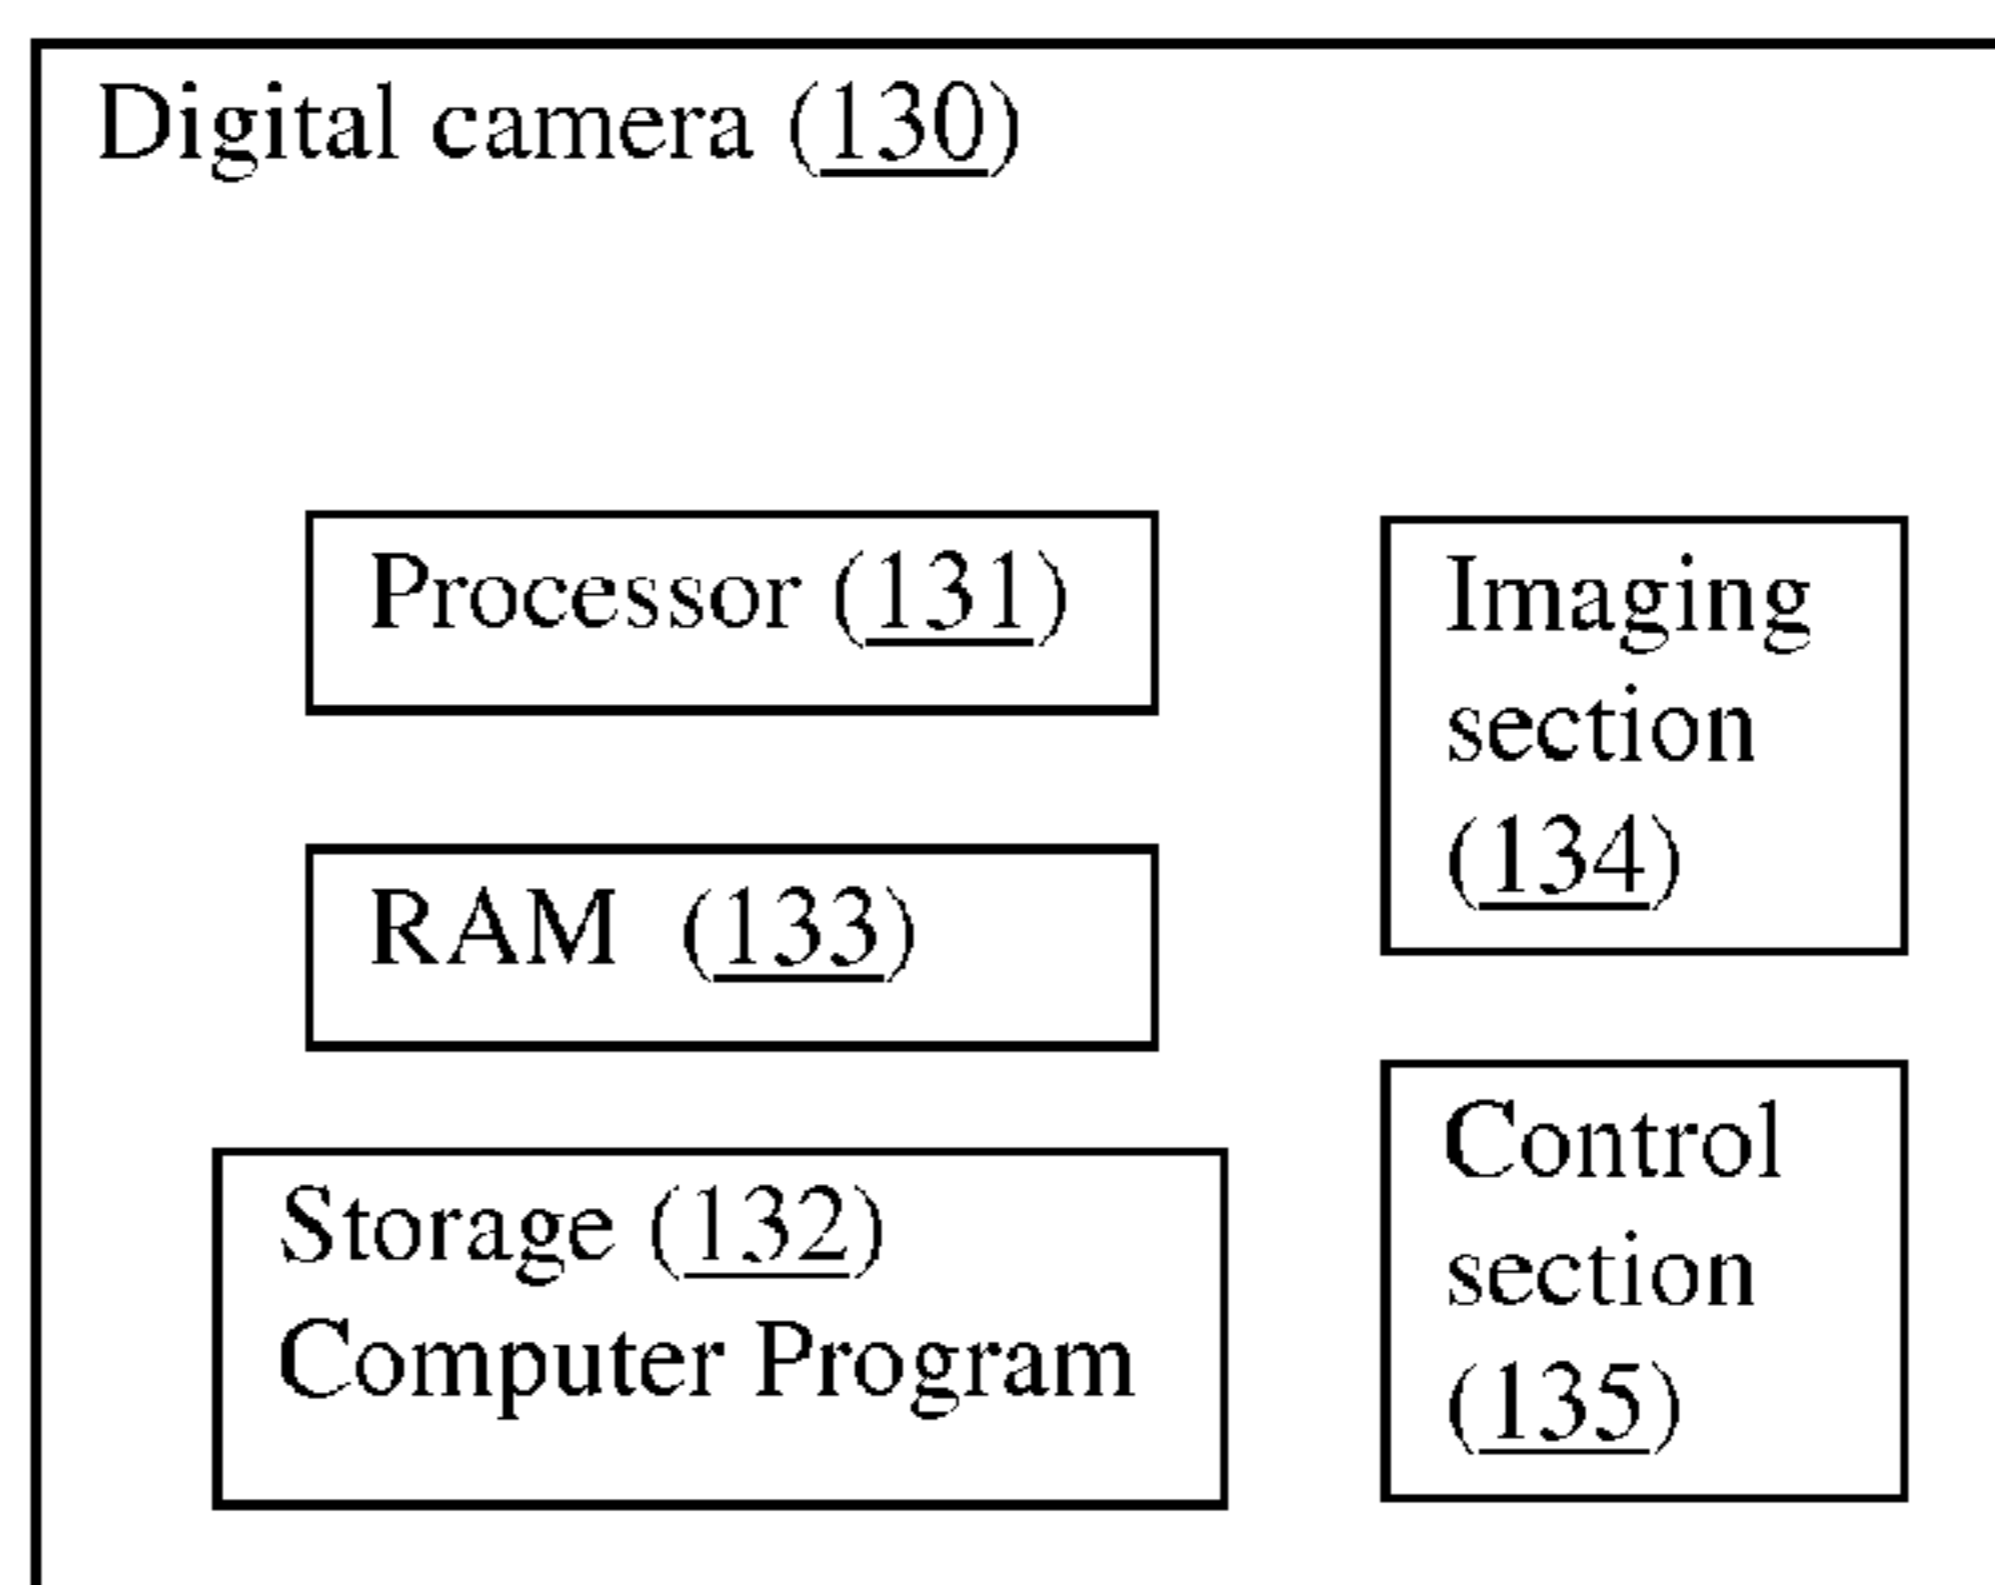 Digital camera (130)
Processor (131)
RAM (133)
Storage (132)
Computer Program
Imaging
section
(134)
Control
section
(135)